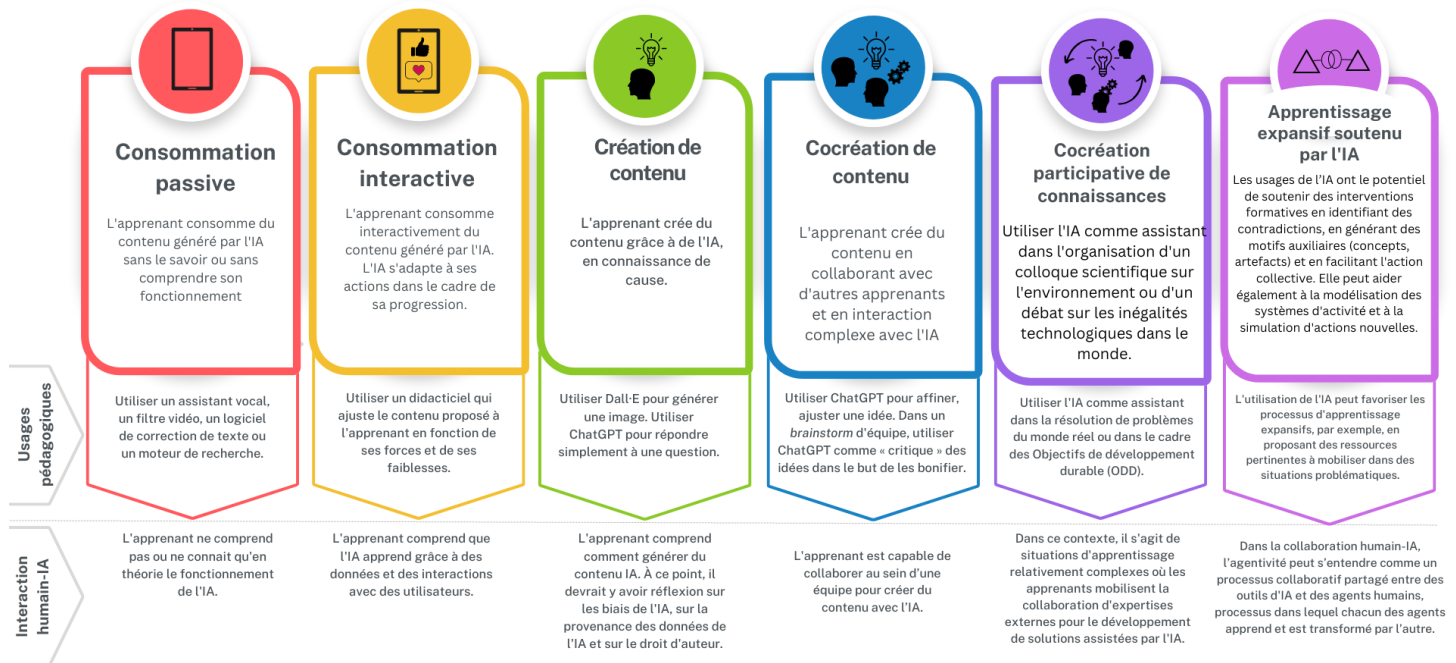 Consommation
passive
L'apprenant consomme du
contenu généré par l'IA
sans le savoir ou sans
comprendre son
fonctionnement
Consommation
interactive
L'apprenant consomme
interactivement du
contenu généré par l'IA.
L'IA s'adapte à ses
actions dans le cadre de
sa progression.
Création de
contenu
L'apprenant crée du
contenu grâce à de l'IA,
en connaissance de
cause.
Cocréation de
contenu
L'apprenant crée du
contenu en
collaborant avec
d'autres apprenants
et en interaction
complexe avec l'IA
Cocréation
participative de
connaissances
Utiliser l'IA comme assistant
dans l'organisation d'un
colloque scientifique sur
l'environnement ou d'un
débat sur les inégalités
technologiques dans le
monde.
Apprentissage
expansif soutenu
par l'IA
Les usages de l’IA ont le potentiel
de soutenir des interventions
formatives en identifiant des
contradictions, en générant des
motifs auxiliaires (concepts,
artefacts) et en facilitant l'action
collective. Elle peut aider
également à la modélisation des
systèmes d'activité et à la
simulation d'actions nouvelles.
Usages
pédagogiques
Utiliser un assistant vocal,
un filtre vidéo, un logiciel
de correction de texte ou
un moteur de recherche.
Utiliser un didacticiel qui
ajuste le contenu proposé à
l'apprenant en fonction de
ses forces et de ses
faiblesses.
Utiliser Dall·E pour générer
une image. Utiliser
ChatGPT pour répondre
simplement à une question.
Utiliser ChatGPT pour affiner,
ajuster une idée. Dans un
brainstorm d'équipe, utiliser
ChatGPT comme « critique » des
idées dans le but de les bonifier.
Utiliser l'IA comme assistant
dans la résolution de problèmes
du monde réel ou dans le cadre
des Objectifs de développement
durable (ODD).
L'utilisation de l'IA peut favoriser les
processus d'apprentissage
expansifs, par exemple, en
proposant des ressources
pertinentes à mobiliser dans des
situations problématiques.
Interaction
humain-IA
L'apprenant ne comprend
pas ou ne connait qu'en
théorie le fonctionnement
de l'IA.
L'apprenant comprend que
l'IA apprend grâce à des
données et des interactions
avec des utilisateurs.
L'apprenant comprend
comment générer du
contenu IA. À ce point, il
devrait y avoir réflexion sur
les biais de l'IA, sur la
provenance des données de
l'IA et sur le droit d'auteur.
L'apprenant est capable de
collaborer au sein d’une
équipe pour créer du
contenu avec l'IA.
Dans ce contexte, il s'agit de
situations d'apprentissage
relativement complexes où les
apprenants mobilisent la
collaboration d'expertises
externes pour le développement
de solutions assistées par l'IA.
Dans la collaboration human-IA,
l’agentivité peut s’entendre comme un
processus collaboratif partagé entre des
outils d'IA et des agents humains,
processus dans lequel chacun des agents
apprend et est transformé par l’autre.